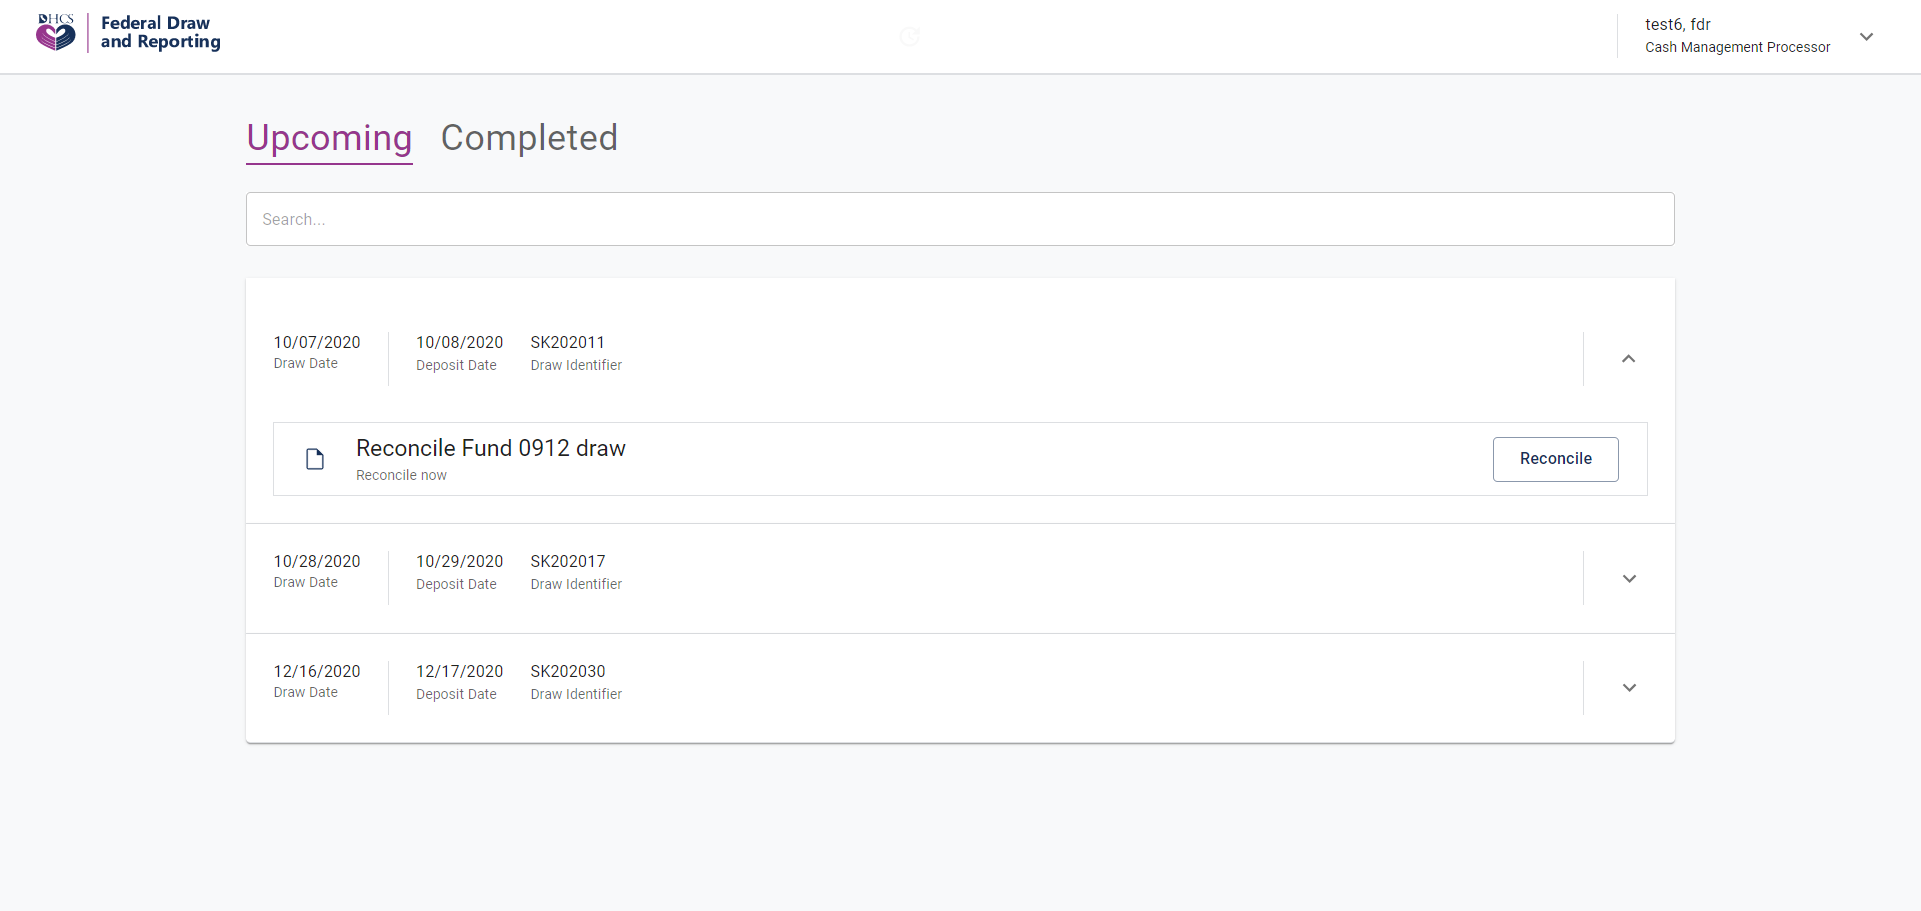 DHCS
Federal Draw
and Reporting
test6, fdr
Cash Management Processor
Upcoming Completed
Search...
10/07/2020 10/08/2020 SK202011
Draw Date Deposit Date Draw Identifier
Reconcile Fund 0912 draw
Reconcile now
Reconcile
10/28/2020 10/29/2020 SK202017
Draw Date Deposit Date Draw Identifier
12/16/2020 12/17/2020 SK202030
Draw Date Deposit Date Draw Identifier